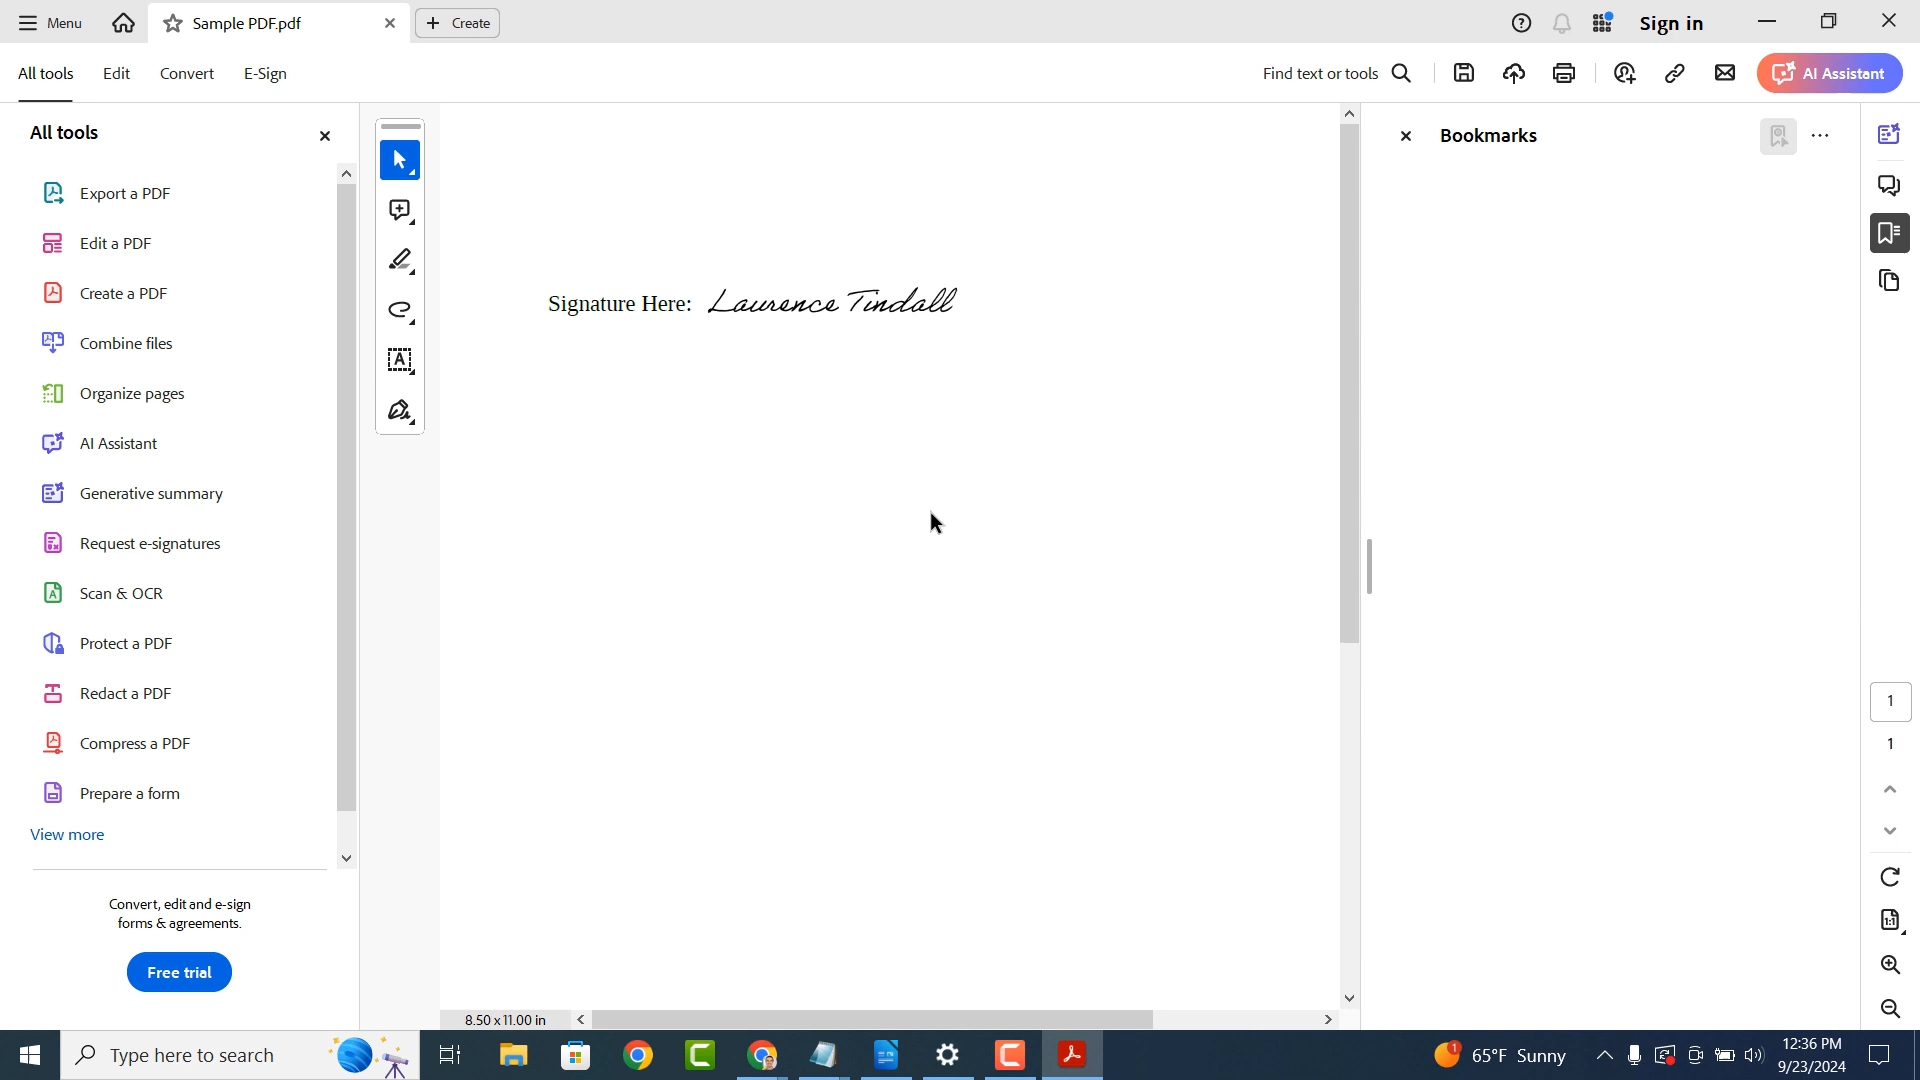 Menu
Sample PDF.pdf
Create
Sign in
All tools
Edit
Convert
E-Sign
Find text or tools
AI Assistant
All tools
Export a PDF
Edit a PDF
Create a PDF
Combine files
Organize pages
AI Assistant
Generative summary
Request e-signatures
Scan & OCR
Protect a PDF
Redact a PDF
Compress a PDF
Prepare a form
View more
Convert, edit and e-sign
forms & agreements.
Free trial
Signature Here: Laurence Tindall
8.50 x 11.00 in
Bookmarks
1
1
Type here to search
1
65°F Sunny
12:36 PM
9/23/2024